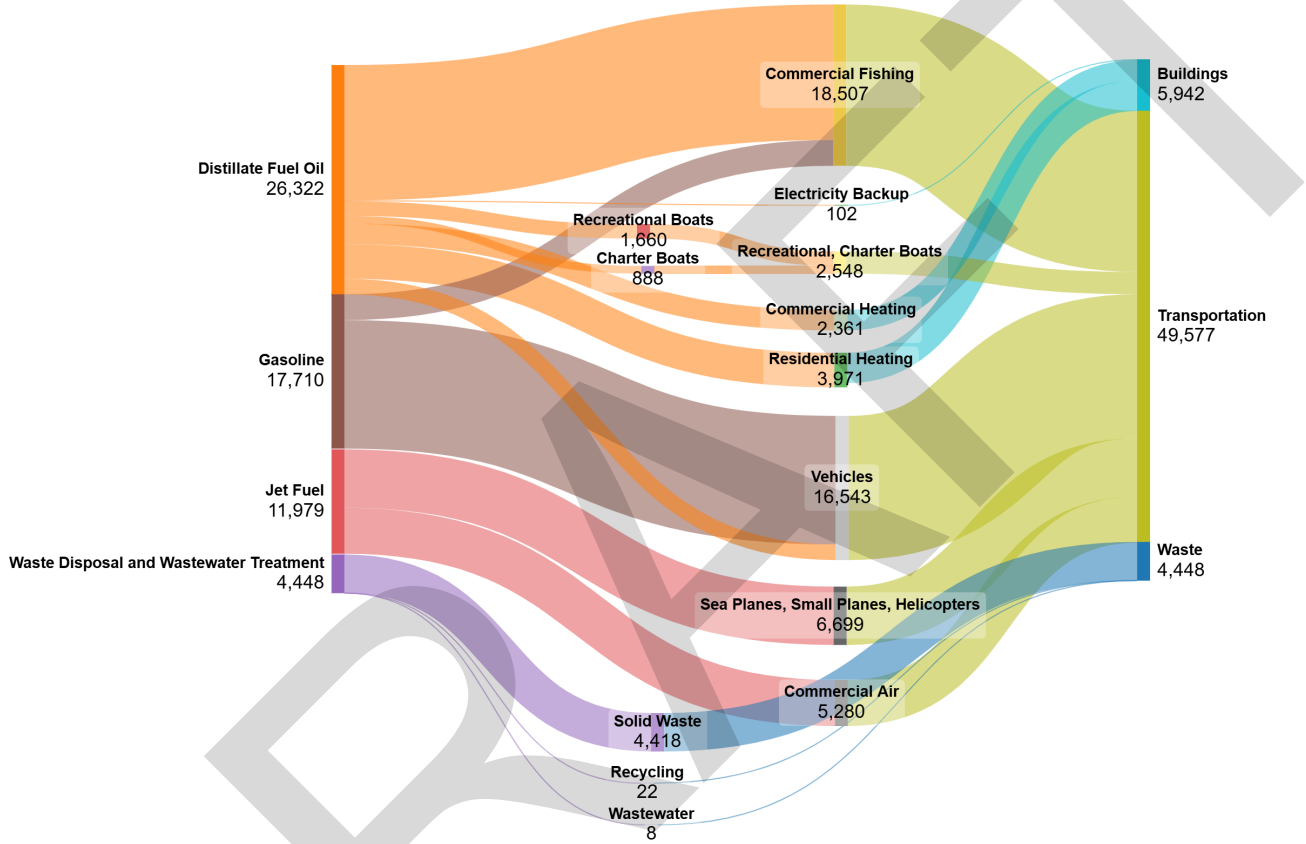 Commercial Fishing
18,507
Buildings
5,942
Distillate Fuel Oil
26,322
Electricity Backup
102
Recreational Boats
1,660
Charter Boats
888
Recreational, Charter Boats
2,548
Commercial Heating
2,361
Transportation
49,577
Gasoline
17,710
Residential Heating
3,971
Vehicles
16,543
Jet Fuel
11,979
Waste Disposal and Wastewater Treatment
4,448
Waste
4,448
Sea Planes, Small Planes, Helicopters
6,699
Commercial Air
5,280
Solid Waste
4,418
Recycling
22
Wastewater
8